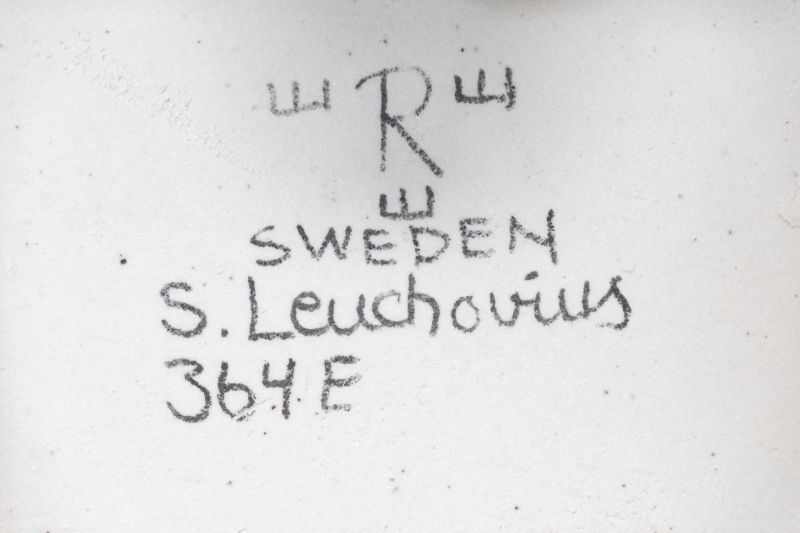 R
SWEDEN
S. Leuchovius
364 E